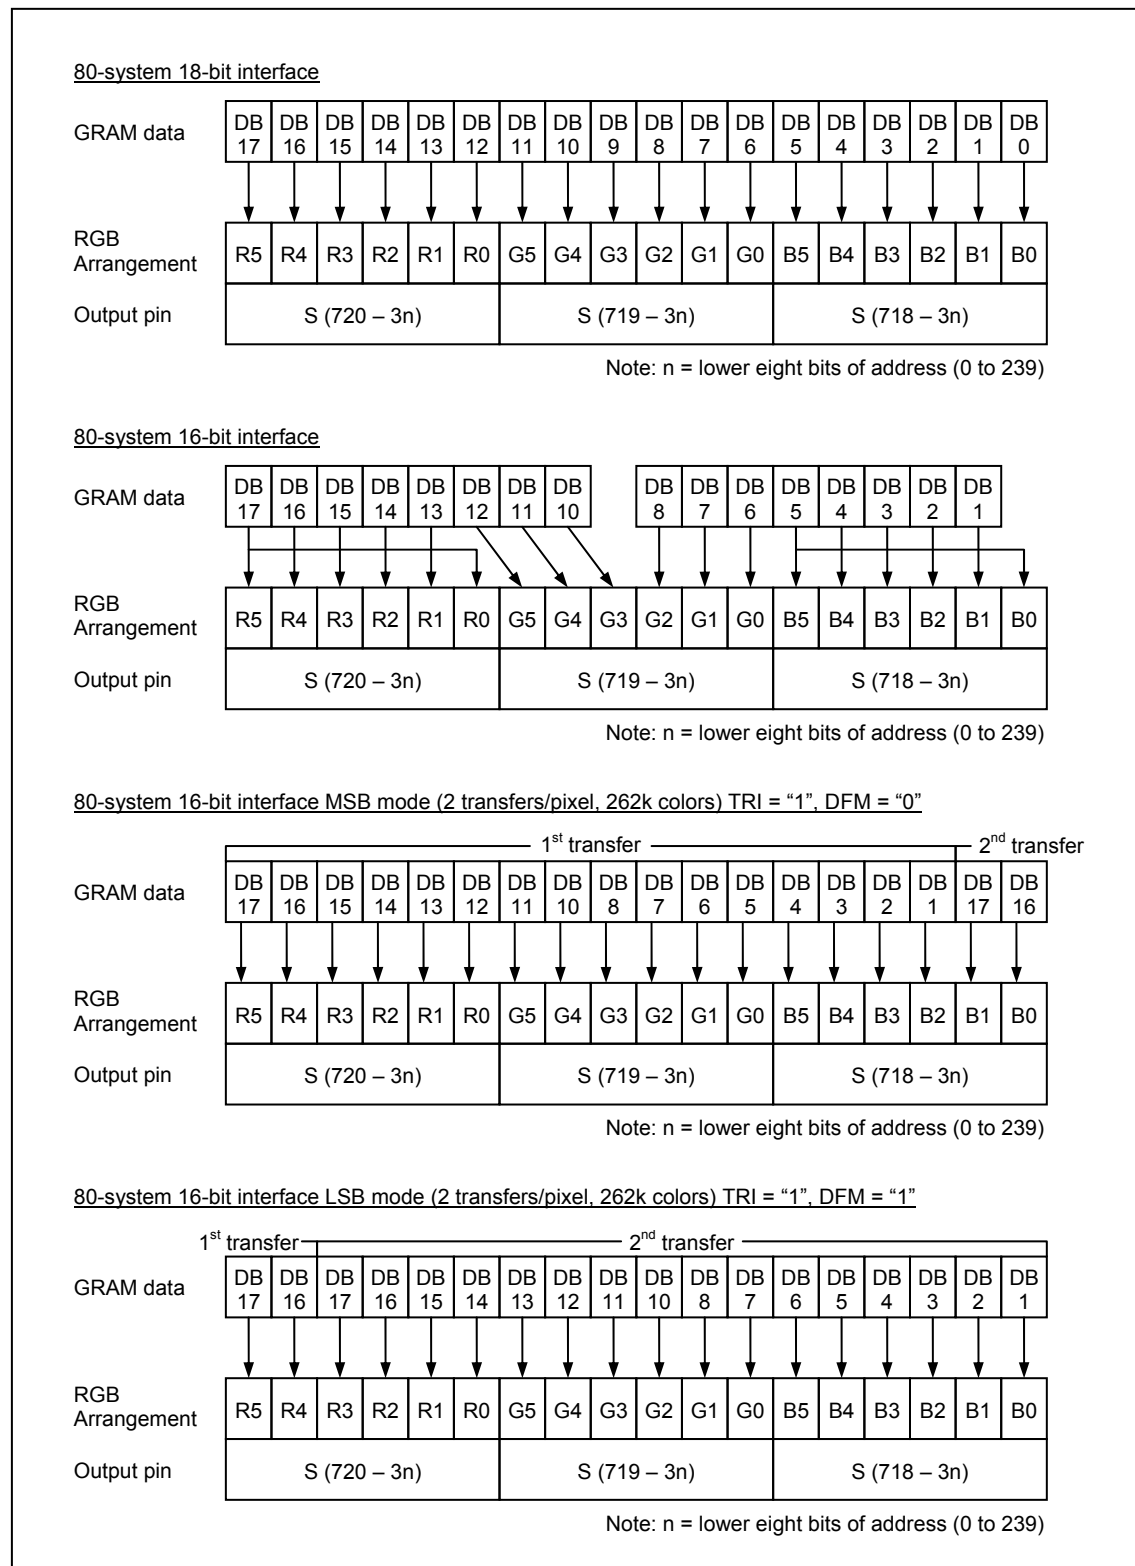 80-system 18-bit interface
GRAM data
DB 17 DB 16 DB 15 DB 14 DB 13 DB 12 DB 11 DB 10 DB 9 DB 8 DB 7 DB 6 DB 5 DB 4 DB 3 DB 2 DB 1 DB 0
RGB Arrangement
R5 R4 R3 R2 R1 R0 G5 G4 G3 G2 G1 G0 B5 B4 B3 B2 B1 B0
Output pin S (720 – 3n) S (719 – 3n) S (718 – 3n)
Note: n = lower eight bits of address (0 to 239)
80-system 16-bit interface
GRAM data
DB 17 DB 16 DB 15 DB 14 DB 13 DB 12 DB 11 DB 10 DB 8 DB 7 DB 6 DB 5 DB 4 DB 3 DB 2 DB 1
RGB Arrangement
R5 R4 R3 R2 R1 R0 G5 G4 G3 G2 G1 G0 B5 B4 B3 B2 B1 B0
Output pin S (720 – 3n) S (719 – 3n) S (718 – 3n)
Note: n = lower eight bits of address (0 to 239)
80-system 16-bit interface MSB mode (2 transfers/pixel, 262k colors) TRI = “1”, DFM = “0”
1st transfer 2nd transfer
GRAM data
DB 17 DB 16 DB 15 DB 14 DB 13 DB 12 DB 11 DB 10 DB 8 DB 7 DB 6 DB 5 DB 4 DB 3 DB 2 DB 1 DB 17 DB 16
RGB Arrangement
R5 R4 R3 R2 R1 R0 G5 G4 G3 G2 G1 G0 B5 B4 B3 B2 B1 B0
Output pin S (720 – 3n) S (719 – 3n) S (718 – 3n)
Note: n = lower eight bits of address (0 to 239)
80-system 16-bit interface LSB mode (2 transfers/pixel, 262k colors) TRI = “1”, DFM = “1”
1st transfer 2nd transfer
GRAM data
DB 17 DB 16 DB 17 DB 16 DB 15 DB 14 DB 13 DB 12 DB 11 DB 10 DB 8 DB 7 DB 6 DB 5 DB 4 DB 3 DB 2 DB 1
RGB Arrangement
R5 R4 R3 R2 R1 R0 G5 G4 G3 G2 G1 G0 B5 B4 B3 B2 B1 B0
Output pin S (720 – 3n) S (719 – 3n) S (718 – 3n)
Note: n = lower eight bits of address (0 to 239)